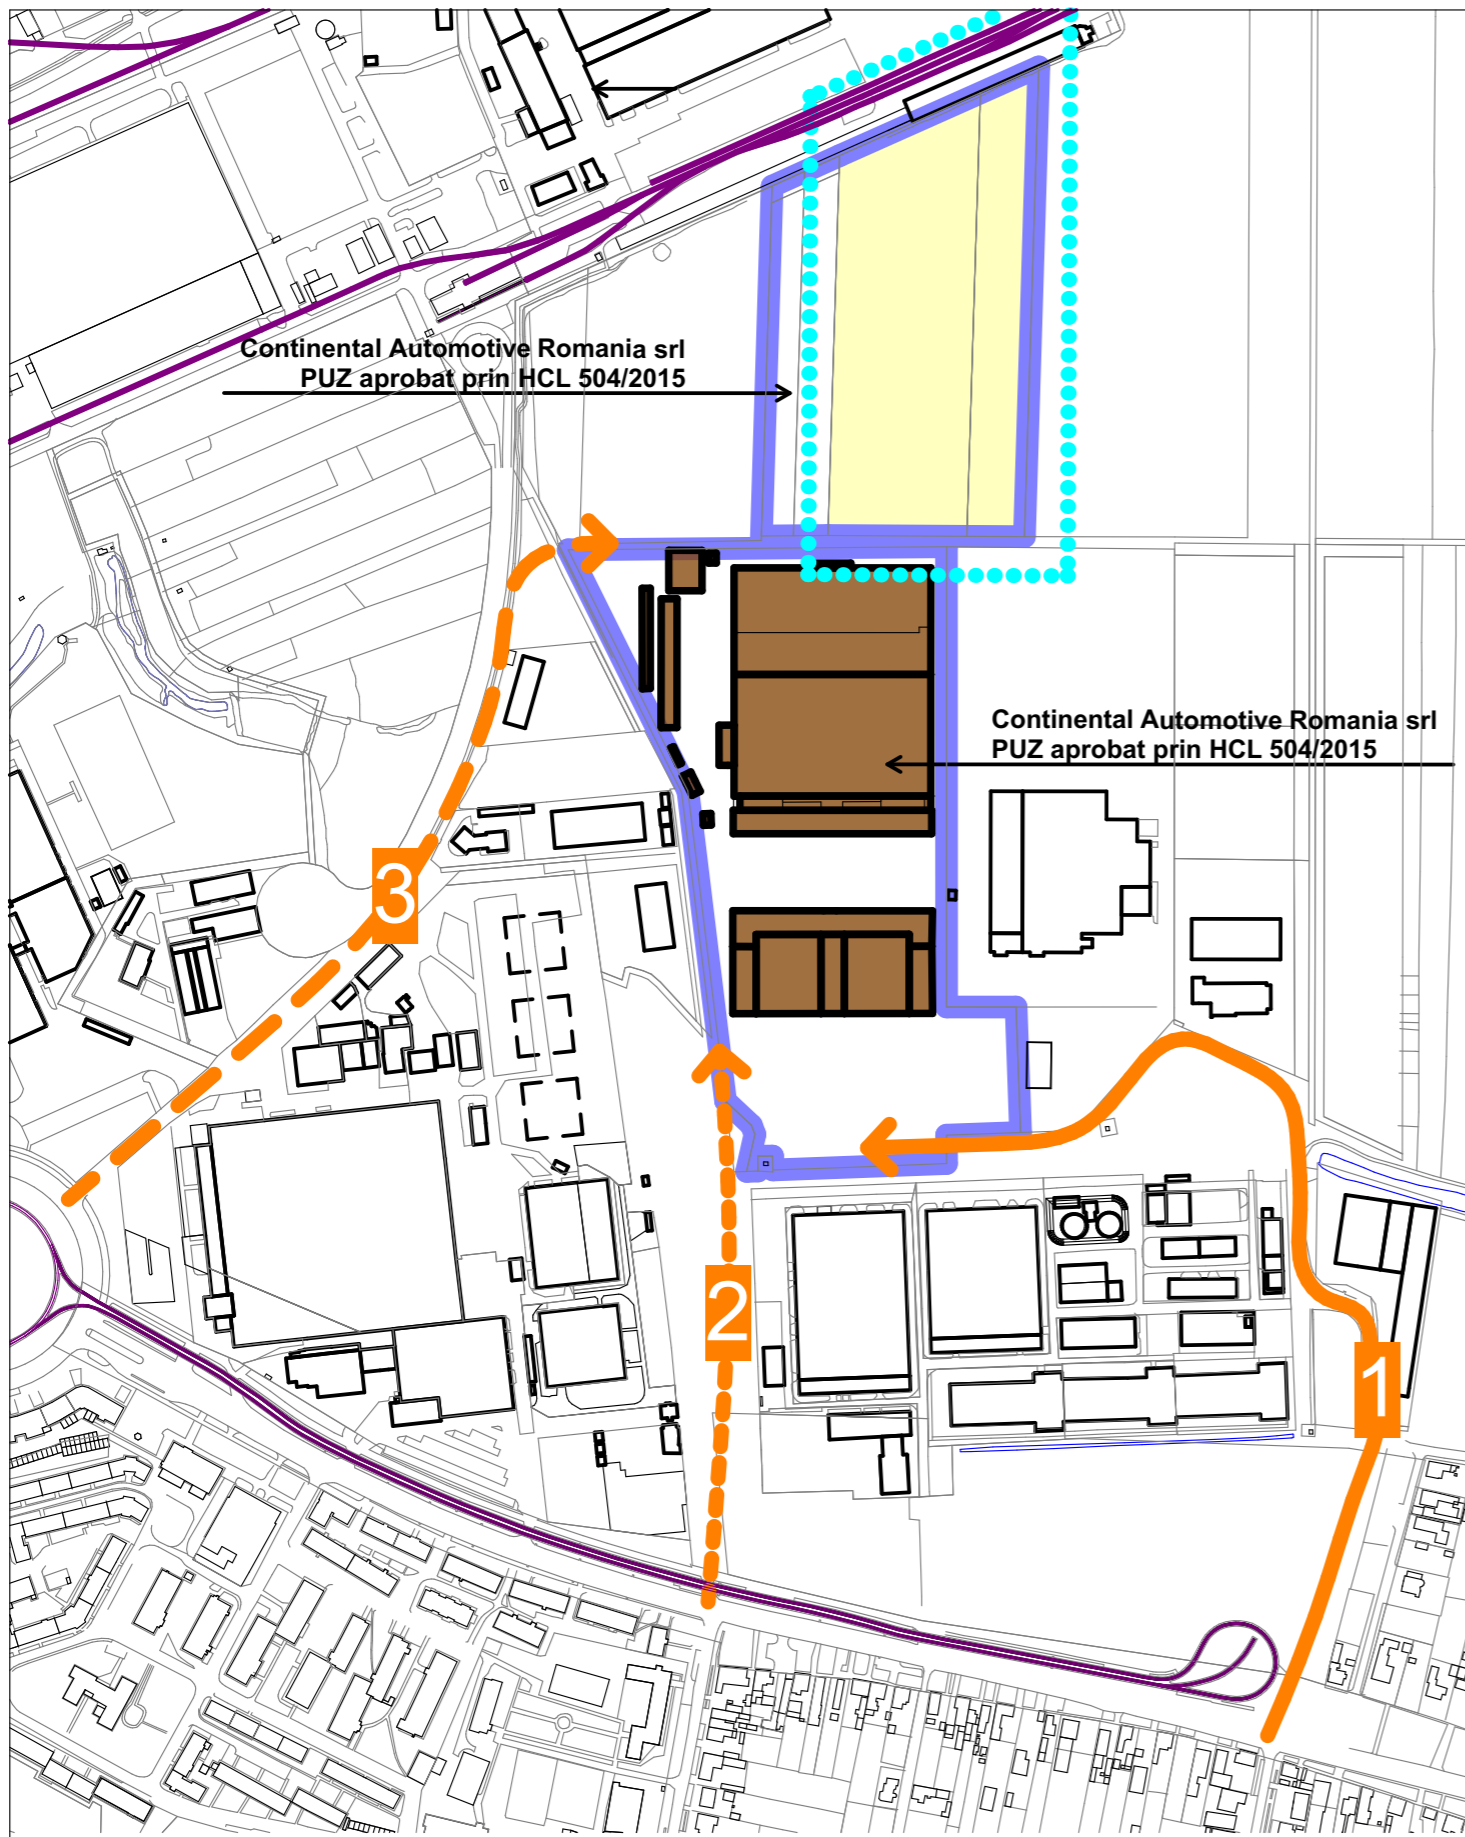 Continental Automotive Romania srl
PUZ aprobat prin HCL 504/2015
Continental Automotive Romania srl
PUZ aprobat prin HCL 504/2015
3
2
1